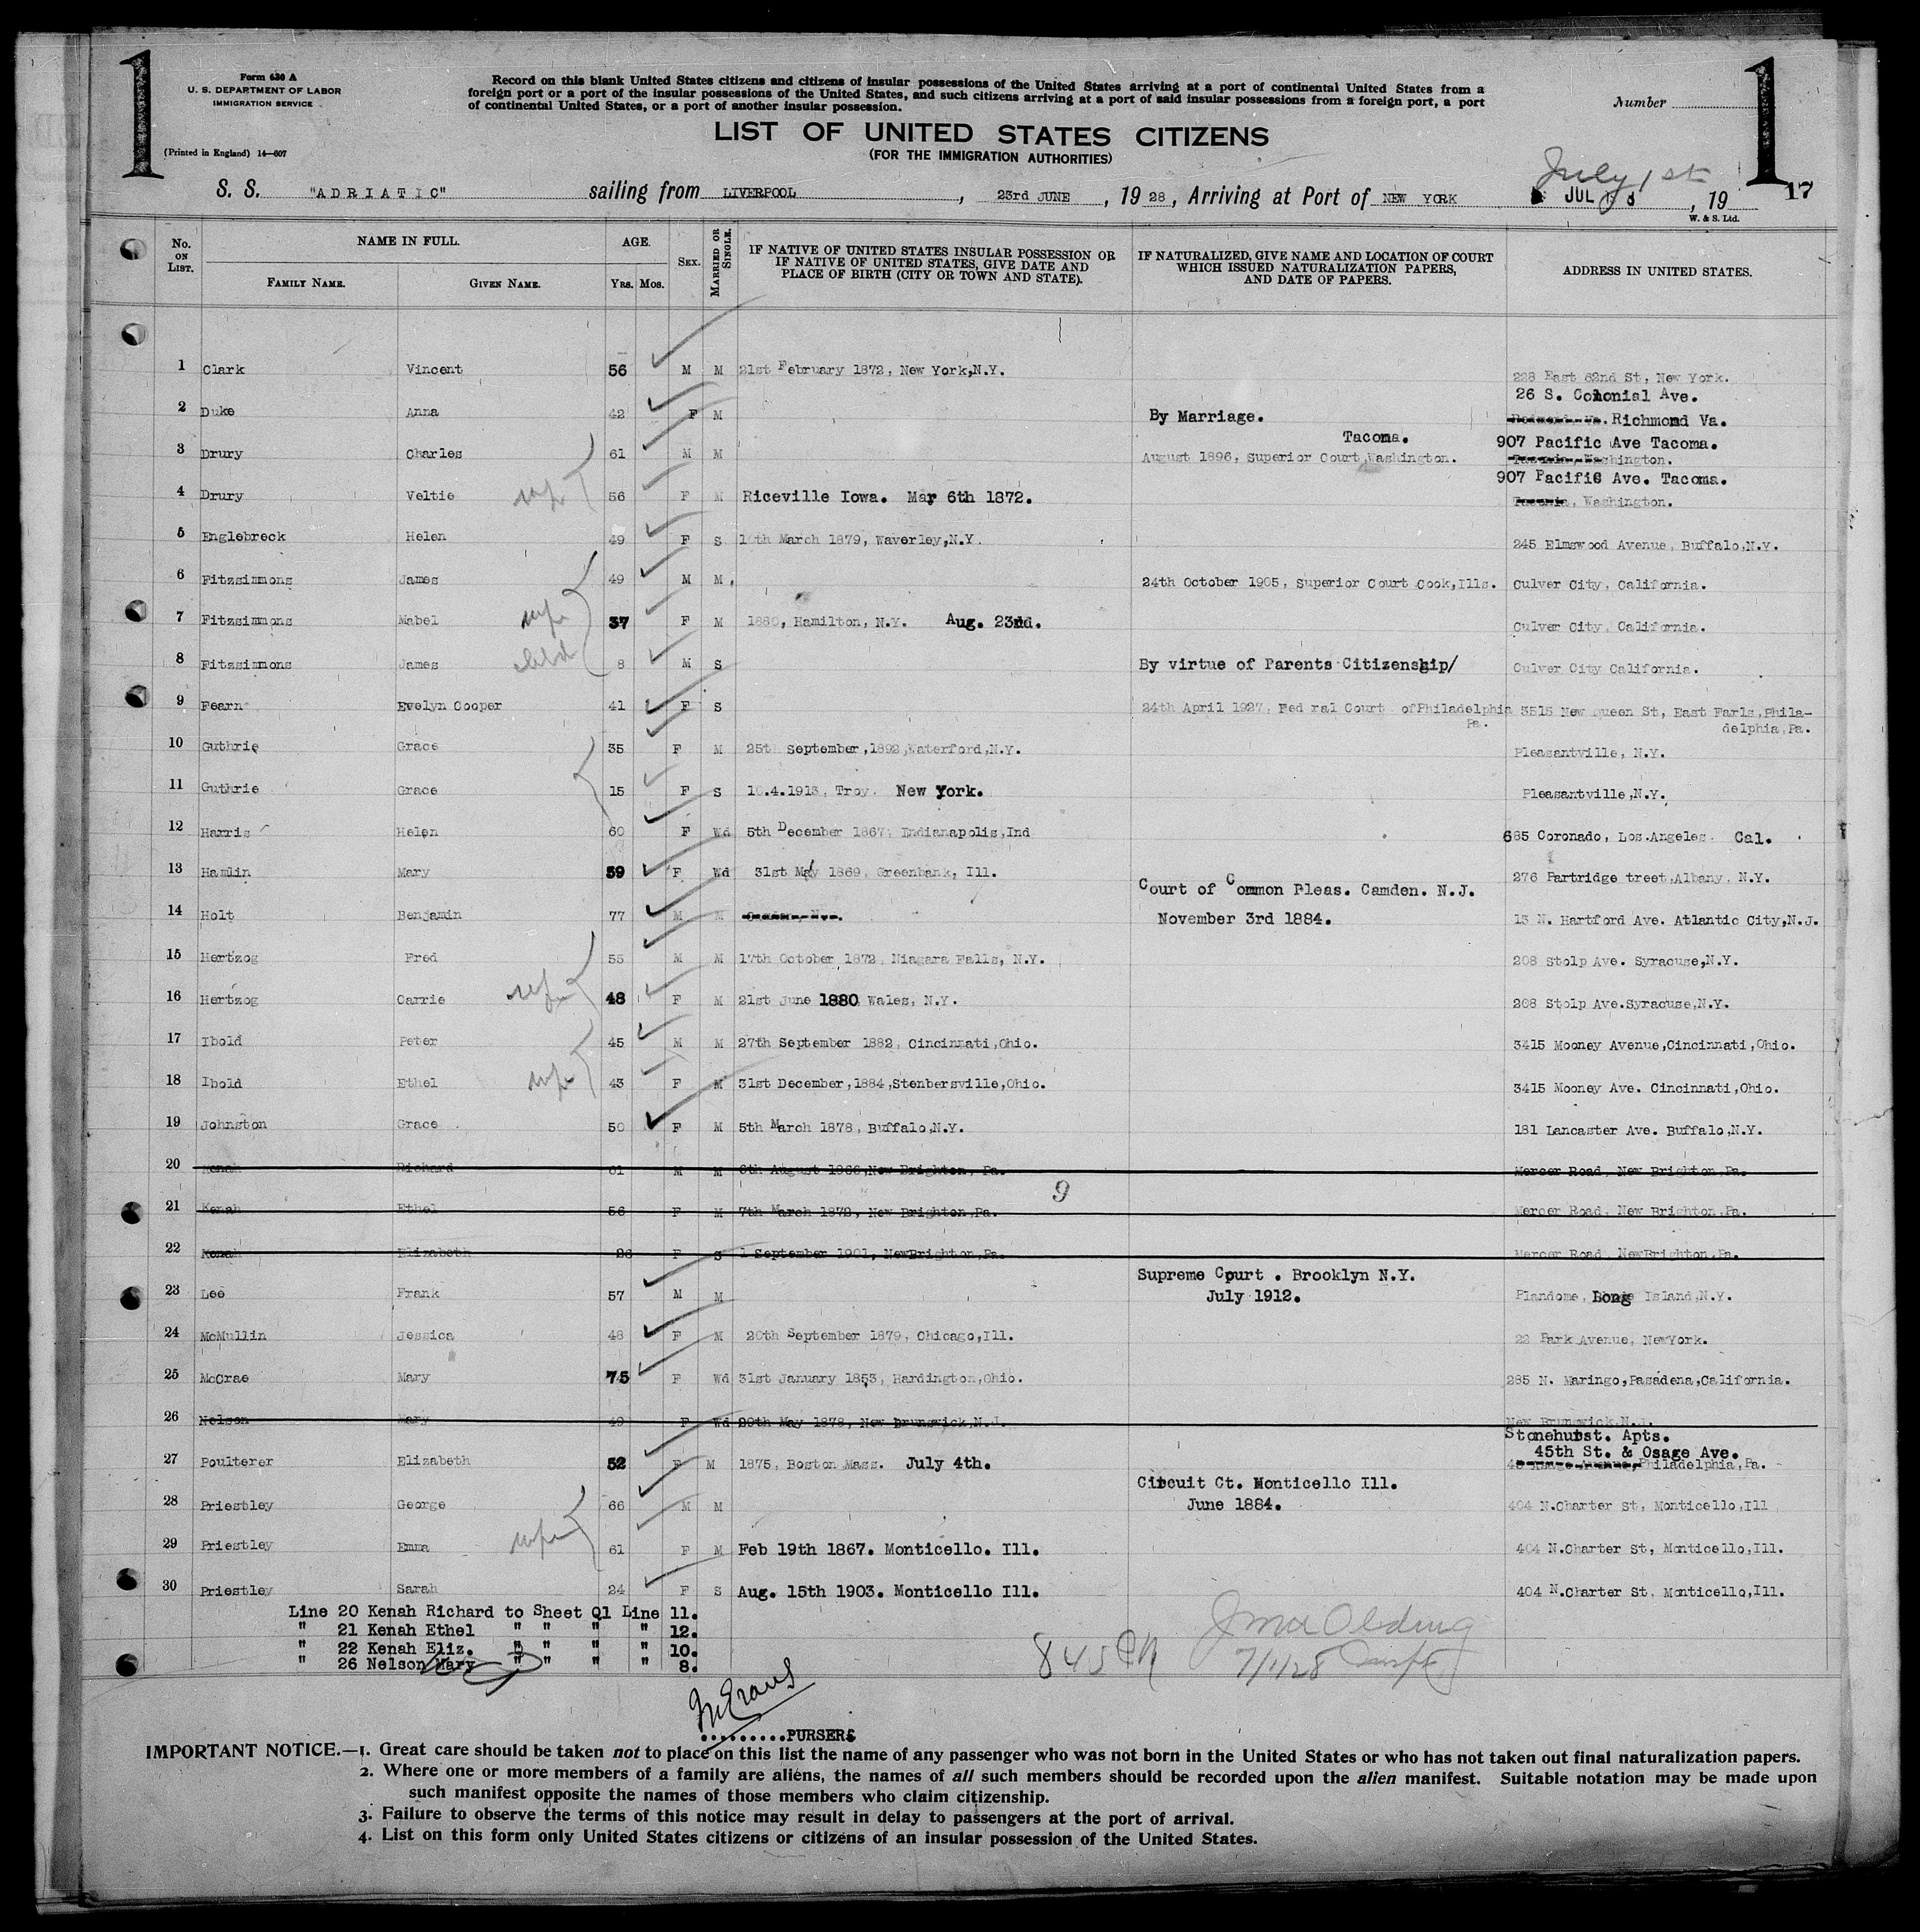 1
Form 630 A
U. S. DEPARTMENT OF LABOR
IMMIGRATION SERVICE
(Printed in England) 14—607
Record on this blank United States citizens and citizens of insular possessions of the United States arriving at a port of continental United States from a
foreign port or a port of the insular possessions of the United States, and such citizens arriving at a port of said insular possessions from a foreign port, a port
of continental United States, or a port of another insular possession.
Number
1
17
LIST OF UNITED STATES CITIZENS
(FOR THE IMMIGRATION AUTHORITIES)
July 1st
S. S. "ADRIATIC" sailing from LIVERPOOL, 23rd JUNE, 1928, Arriving at Port of NEW YORK JUL, 19
W. & S. Ltd.
No. ON LIST. NAME IN FULL. FAMILY NAME. GIVEN NAME. AGE. YRS. MOS. SEX. MARRIED OR SINGLE. IF NATIVE OF UNITED STATES INSULAR POSSESSION OR IF NATIVE OF UNITED STATES, GIVE DATE AND PLACE OF BIRTH (CITY OR TOWN AND STATE). IF NATURALIZED, GIVE NAME AND LOCATION OF COURT WHICH ISSUED NATURALIZATION PAPERS, AND DATE OF PAPERS. ADDRESS IN UNITED STATES.
1 Clark Vincent 56 M M 21st February 1872, New York,N.Y. 228 East 62nd St, New York.
26 S. Colonial Ave.
2 Duke Anna 42 F M By Marriage. Richmond Va.
Tacoma. 907 Pacific Ave Tacoma.
3 Drury Charles 61 M M August 1896, Superior Court,Washington. Washington.
907 Pacific Ave. Tacoma.
4 Drury Veltie wife 56 F M Riceville Iowa. Mar 6th 1872. Tacoma, Washington.
5 Englebreck Helen 49 F S 10th March 1879, Waverley,N.Y. 245 Elmswood Avenue, Buffalo,N.Y.
6 Fitzsimmons James 49 M M. 24th October 1905, Superior Court Cook,Ills. Culver City, California.
7 Fitzsimmons Mabel wife 37 F M 1880, Hamilton, N.Y. Aug. 23nd. Culver City, California.
8 Fitzsimmons James child 8 M S By virtue of Parents Citizenship/ Culver City California.
9 Fearn Evelyn Cooper 41 F S 24th April 1927, Fed ral Court ofPhiladelphia Pa. 3515 New Queen St, East Farls,Phila-
delphia,Pa.
10 Guthrie Grace 35 F M 25th September,1892,Waterford,N.Y. Pleasantville, N.Y.
11 Guthrie Grace 15 F S 10.4.1913, Troy. New York. Pleasantville,N.Y.
12 Harris Helen 60 F Wd 5th December 1867, Indianapolis,Ind 685 Coronado, Los.Angeles. Cal.
13 Hamlin Mary 59 F Wd 31st May 1869, Greenbank, Ill. 276 Partridge treet,Albany, N.Y.
Court of Common Pleas. Camden. N.J.
14 Holt Benjamin 77 M M November 3rd 1884. 13 N. Hartford Ave. Atlantic City,N.J.
15 Hertzog Fred 55 M M 17th October 1872, Niagara Falls, N.Y. 208 Stolp Ave. Syracuse,N.Y.
16 Hertzog Carrie wife 48 F M 21st June 1880, Wales, N.Y. 208 Stolp Ave.Syracuse,N.Y.
17 Ibold Peter 45 M M 27th September 1882, Cincinnati,Ohio. 3415 Mooney Avenue,Cincinnati,Ohio.
18 Ibold Ethel wife 43 F M 31st December,1884,Stenbersville,Ohio. 3415 Mooney Ave. Cincinnati,Ohio.
19 Johnston Grace 50 F M 5th March 1878, Buffalo,N.Y. 181 Lancaster Ave. Buffalo,N.Y.
20 Kenah Richard 61 M M 6th August 1866,New Brighton, Pa. Mercer Road, New Brighton,Pa.
9
21 Kenah Ethel 56 F M 7th March 1872, New Brighton,Pa. Mercer Road, New Brighton,Pa.
22 Kenah Elizabeth 26 F S 1 September 1901, NewBrighton,Pa. Mercer Road, NewBrighton,Pa.
Supreme Court . Brooklyn N.Y.
23 Lee Frank 57 M M July 1912. Plandome, Long Island,N.Y.
24 McMullin Jessica 48 F M 20th September 1879, Chicago,Ill. 22 Park Avenue, NewYork.
25 McCrae Mary 75 F Wd 31st January 1853, Hardington,Ohio. 285 N. Maringo,Pasadena,California.
26 Nelson Mary 49 F Wd 20th May 1878, New Brunswick,N.J. New Brunswick,N.J.
Stonehurst. Apts.
45th St. & Osage Ave.
27 Poulterer Elizabeth 52 F M 1875, Boston Mass. July 4th. Philadelphia,Pa.
Circuit Ct. Monticello Ill.
28 Priestley George 66 M M June 1884. 404 N.Charter St, Monticello,Ill
29 Priestley Emma wife 61 F M Feb 19th 1867. Monticello. Ill. 404 N.Charter St, Monticello,Ill.
30 Priestley Sarah 24 F S Aug. 15th 1903. Monticello Ill. 404 N.Charter St, Monticello,Ill.
Line 20 Kenah Richard to Sheet 01 Line 11.
" 21 Kenah Ethel " " " " 12.
" 22 Kenah Eliz. " " " " 10.
" 26 Nelson Mary " " " " 8.
845
7/1/28
.........PURSER.
IMPORTANT NOTICE.—1. Great care should be taken not to place on this list the name of any passenger who was not born in the United States or who has not taken out final naturalization papers.
2. Where one or more members of a family are aliens, the names of all such members should be recorded upon the alien manifest. Suitable notation may be made upon
such manifest opposite the names of those members who claim citizenship.
3. Failure to observe the terms of this notice may result in delay to passengers at the port of arrival.
4. List on this form only United States citizens or citizens of an insular possession of the United States.